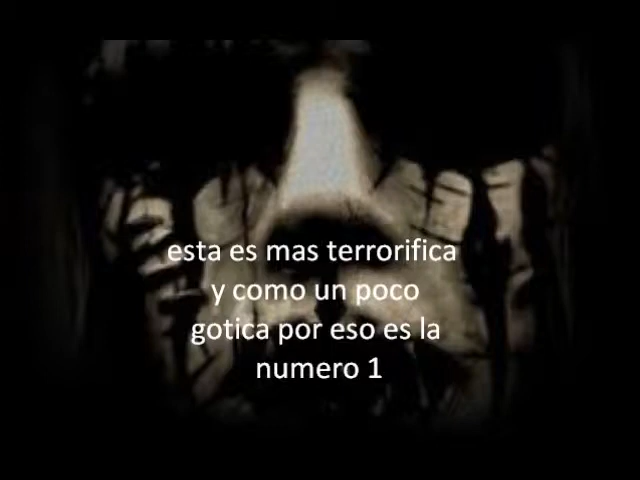 esta es mas terrorifica
y como un poco
gotica por eso es la
numero 1